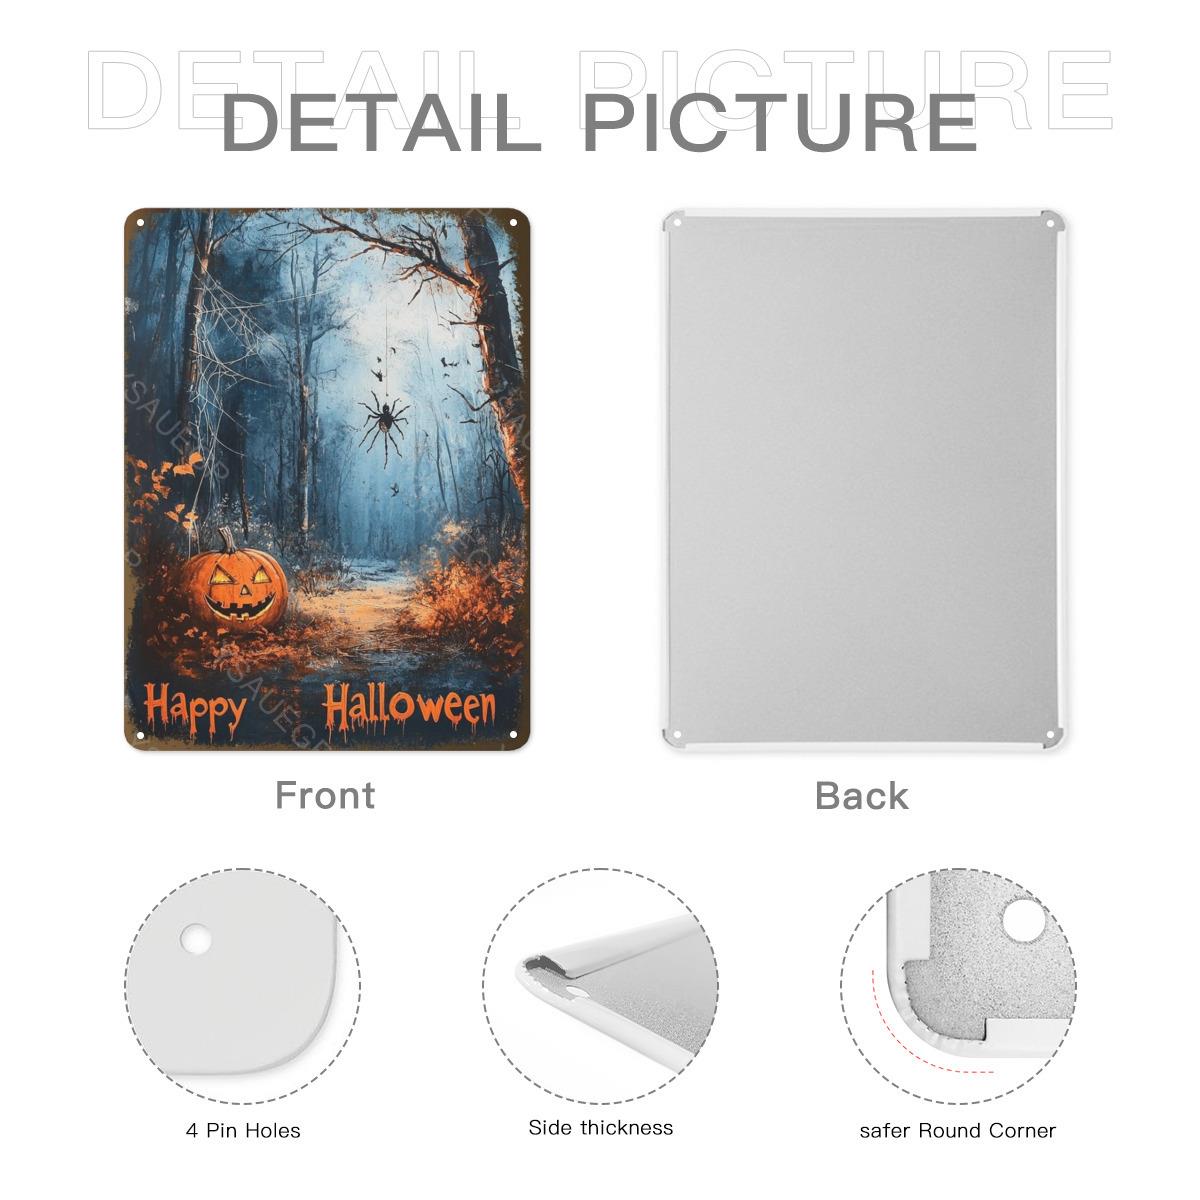 DETAIL PICTURE
DETAIL PICTURE
Happy Halloween
Front
Back
4 Pin Holes
Side thickness
safer Round Corner